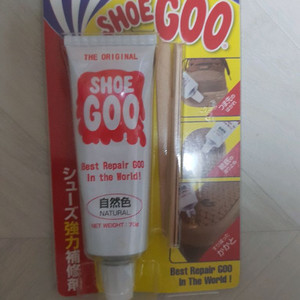 SHOE
GOO
®
THE ORIGINAL
SHOE
GOO
Best Repair GOO
In the World!
自然色
NATURAL
NET WEIGHT:
シューズ強力補修剤
Best Repair GOO
In The World!